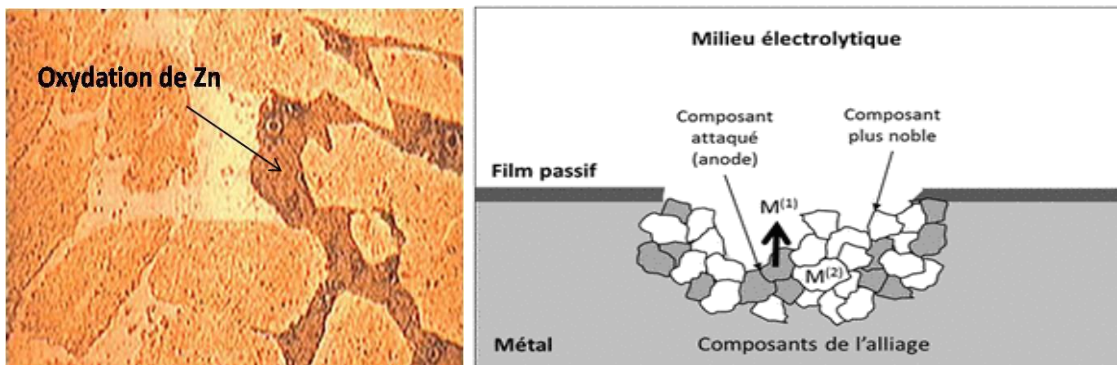 Oxydation de Zn
Milieu électrolytique
Composant
attaqué
(anode)
Composant
plus noble
Film passif
M(1)
M(2)
Métal
Composants de l'alliage